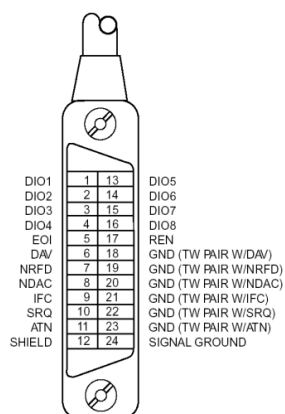 DIO1 1 13 DIO5
DIO2 2 14 DIO6
DIO3 3 15 DIO7
DIO4 4 16 DIO8
EOI 5 17 REN
DAV 6 18 GND (TW PAIR W/DAV)
NRFD 7 19 GND (TW PAIR W/NRFD)
NDAC 8 20 GND (TW PAIR W/NDAC)
IFC 9 21 GND (TW PAIR W/IFC)
SRQ 10 22 GND (TW PAIR W/SRQ)
ATN 11 23 GND (TW PAIR W/ATN)
SHIELD 12 24 SIGNAL GROUND